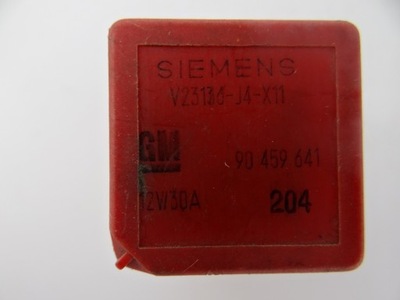 SIEMENS
V23136-J4-X11
GM 90 459 641
12V30A 204